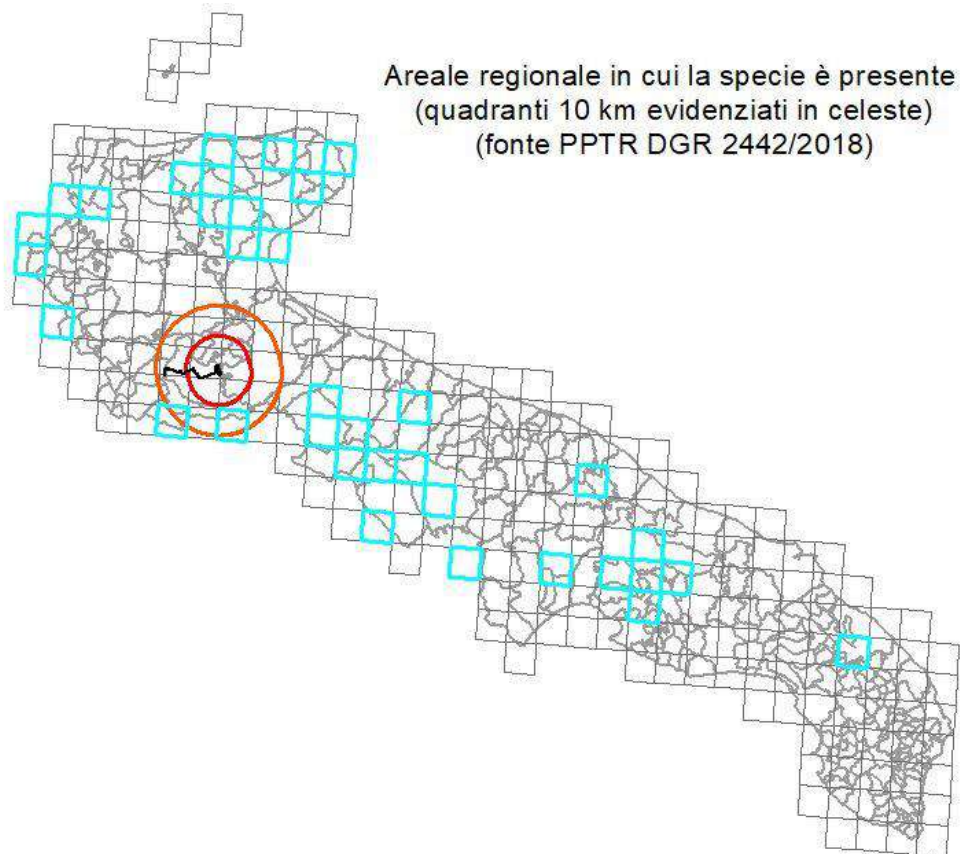 Areale regionale in cui la specie è presente
(quadranti 10 km evidenziati in celeste)
(fonte PPTR DGR 2442/2018)